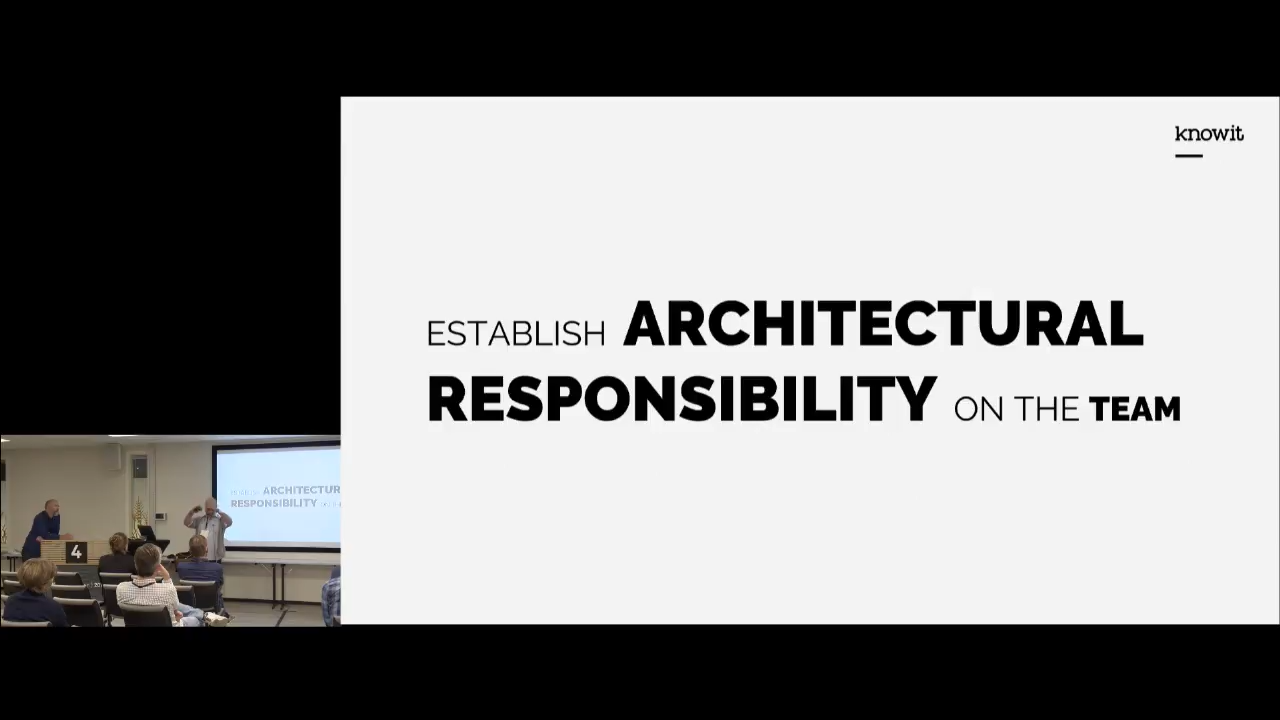 knowit
ESTABLISH ARCHITECTURAL
RESPONSIBILITY ON THE TEAM
ARCHITECTUR
RESPONSIBILITY
4